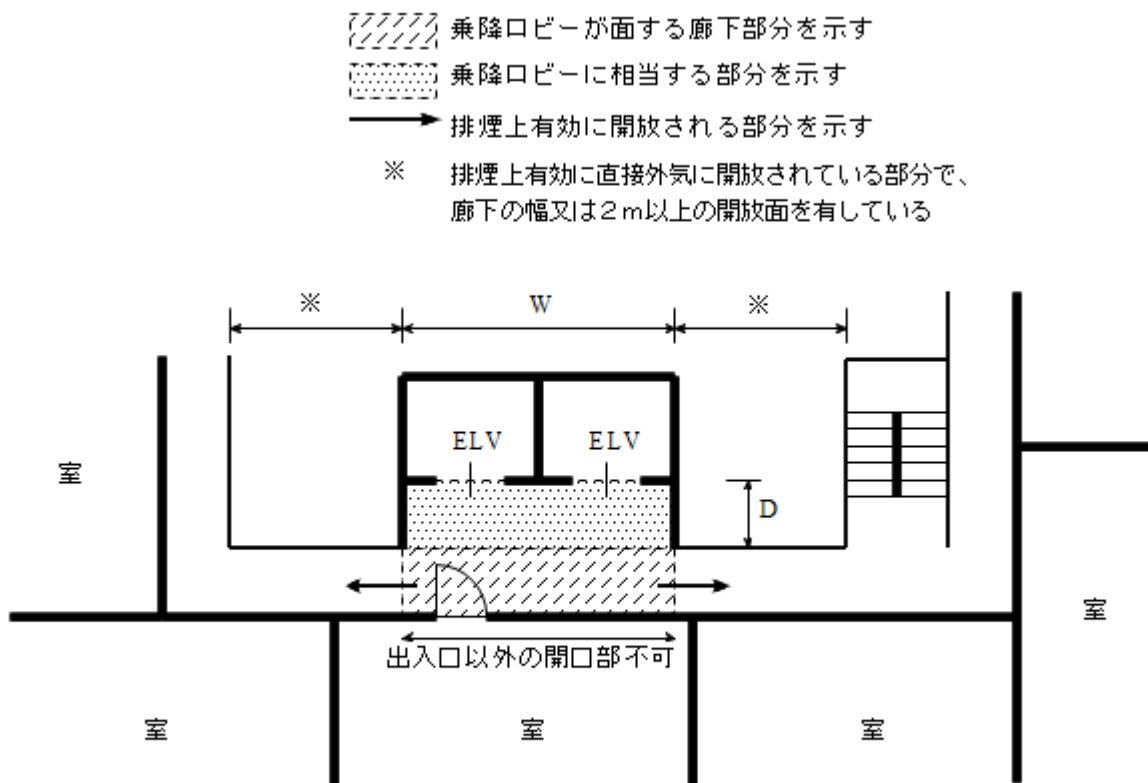 乗降ロビーが面する廊下部分を示す
乗降ロビーに相当する部分を示す
排煙上有効に開放される部分を示す
※ 排煙上有効に直接外気に開放されている部分で、
廊下の幅又は2m以上の開放面を有している
※ W ※
ELV ELV
室
D
室
出入口以外の開口部不可
室 室 室